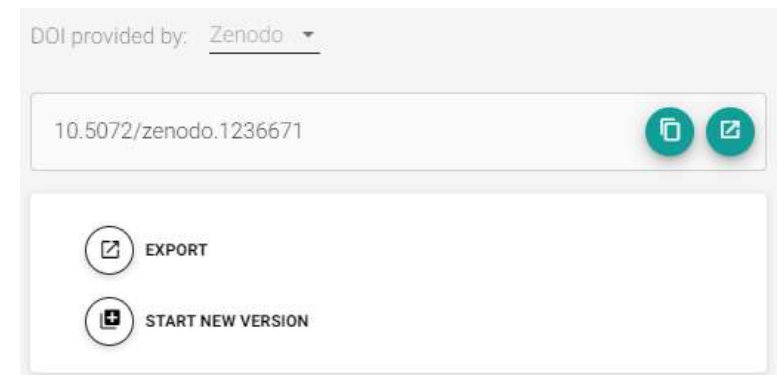 DOI provided by: Zenodo
10.5072/zenodo.1236671
EXPORT
START NEW VERSION